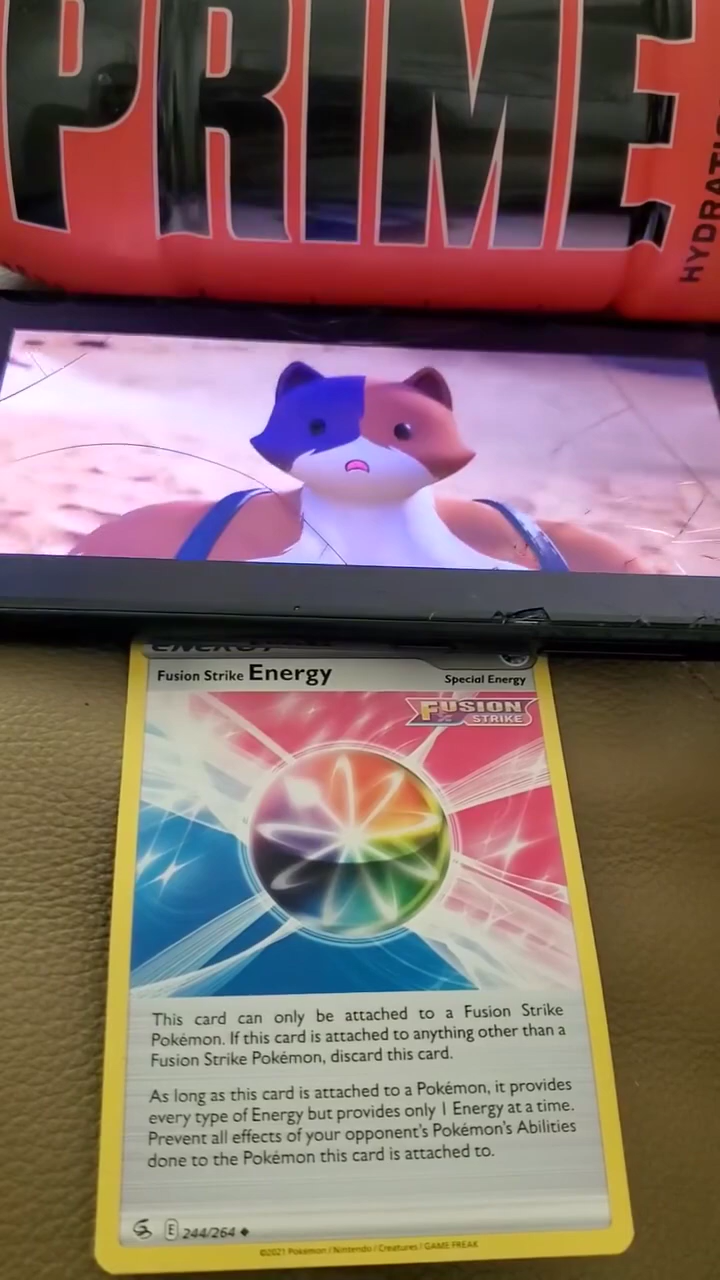 PRIME
HYDRATI
ENERGY
Fusion Strike Energy
Special Energy
FUSION
STRIKE
This card can only be attached to a Fusion Strike
Pokémon. If this card is attached to anything other than a
Fusion Strike Pokémon, discard this card.
As long as this card is attached to a Pokémon, it provides
every type of Energy but provides only 1 Energy at a time.
Prevent all effects of your opponent's Pokémon's Abilities
done to the Pokémon this card is attached to.
E 244/264
©2021 Pokémon / Nintendo / Creatures / GAME FREAK